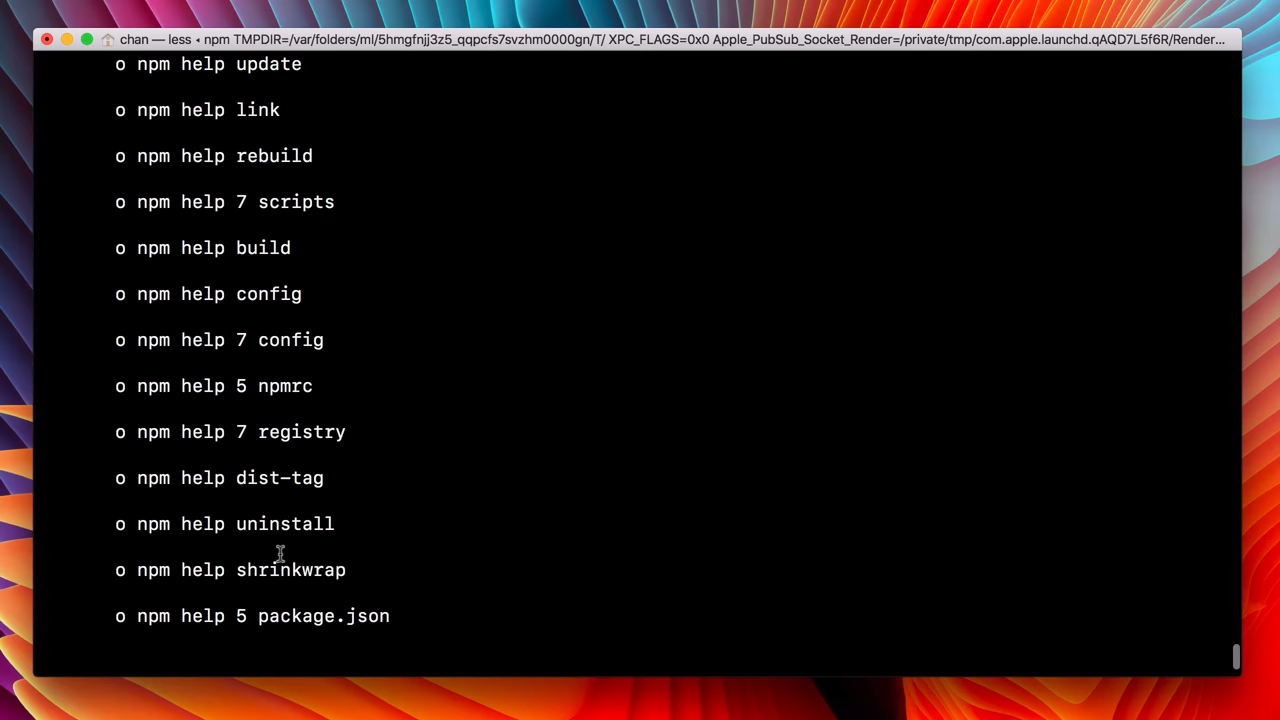 chan — less ◂ npm TMPDIR=/var/folders/ml/5hmgfnjj3z5_qqpcfs7svzhm0000gn/T/ XPC_FLAGS=0x0 Apple_PubSub_Socket_Render=/private/tmp/com.apple.launchd.qAQD7L5f6R/Render...
o npm help update
o npm help link
o npm help rebuild
o npm help 7 scripts
o npm help build
o npm help config
o npm help 7 config
o npm help 5 npmrc
o npm help 7 registry
o npm help dist-tag
o npm help uninstall
o npm help shrinkwrap
o npm help 5 package.json